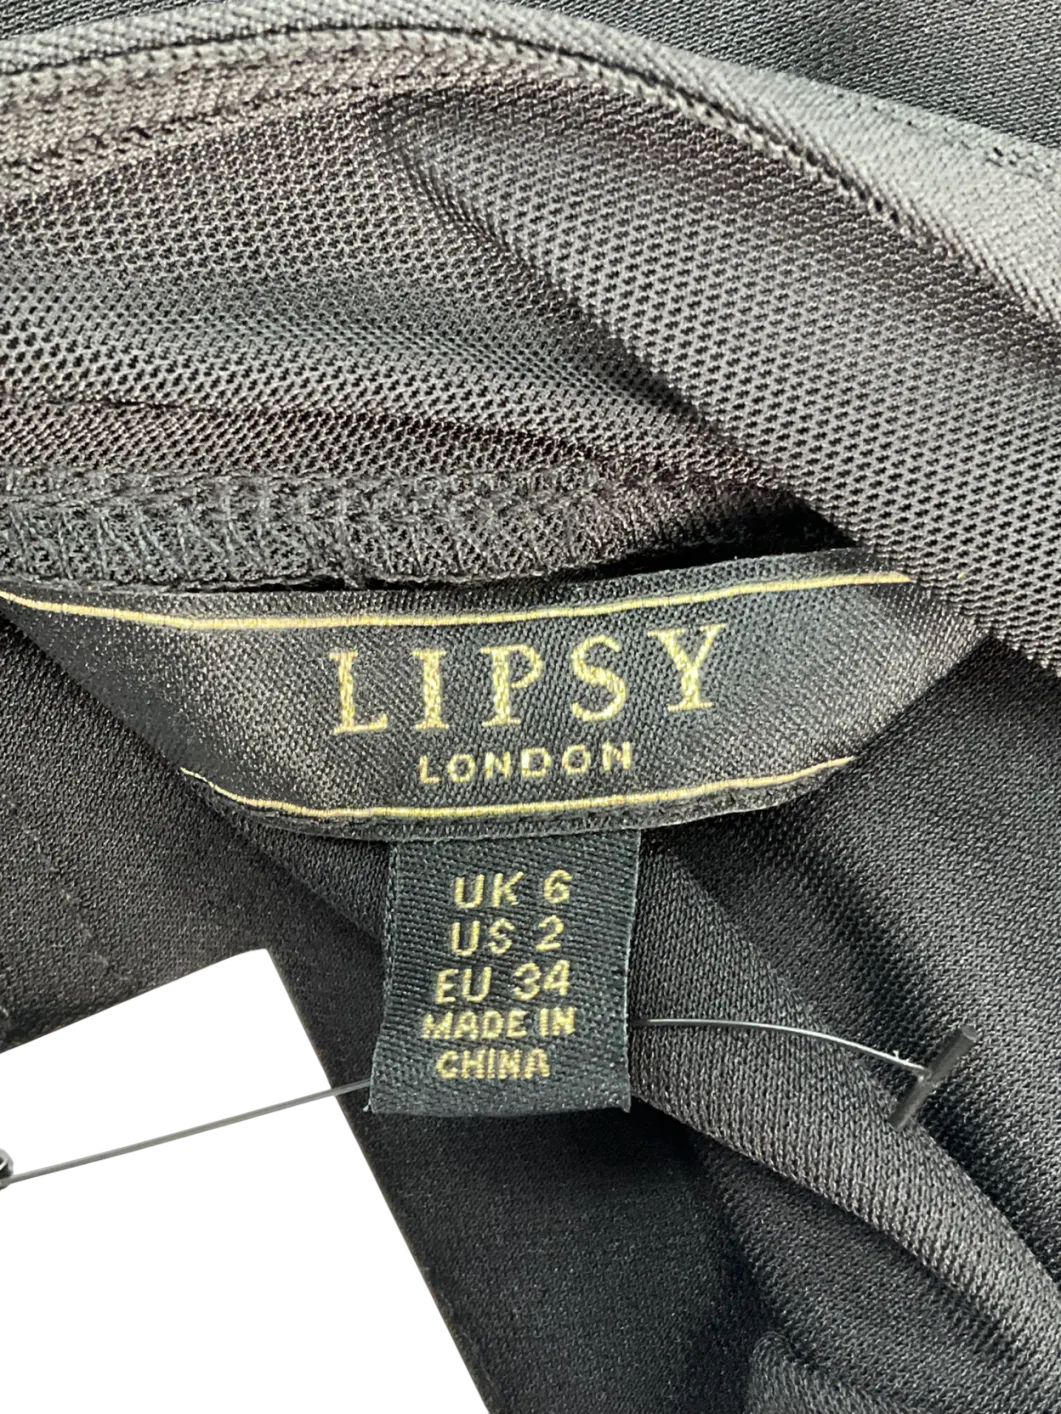 LIPSY
LONDON
UK 6
US 2
EU 34
MADE IN
CHINA